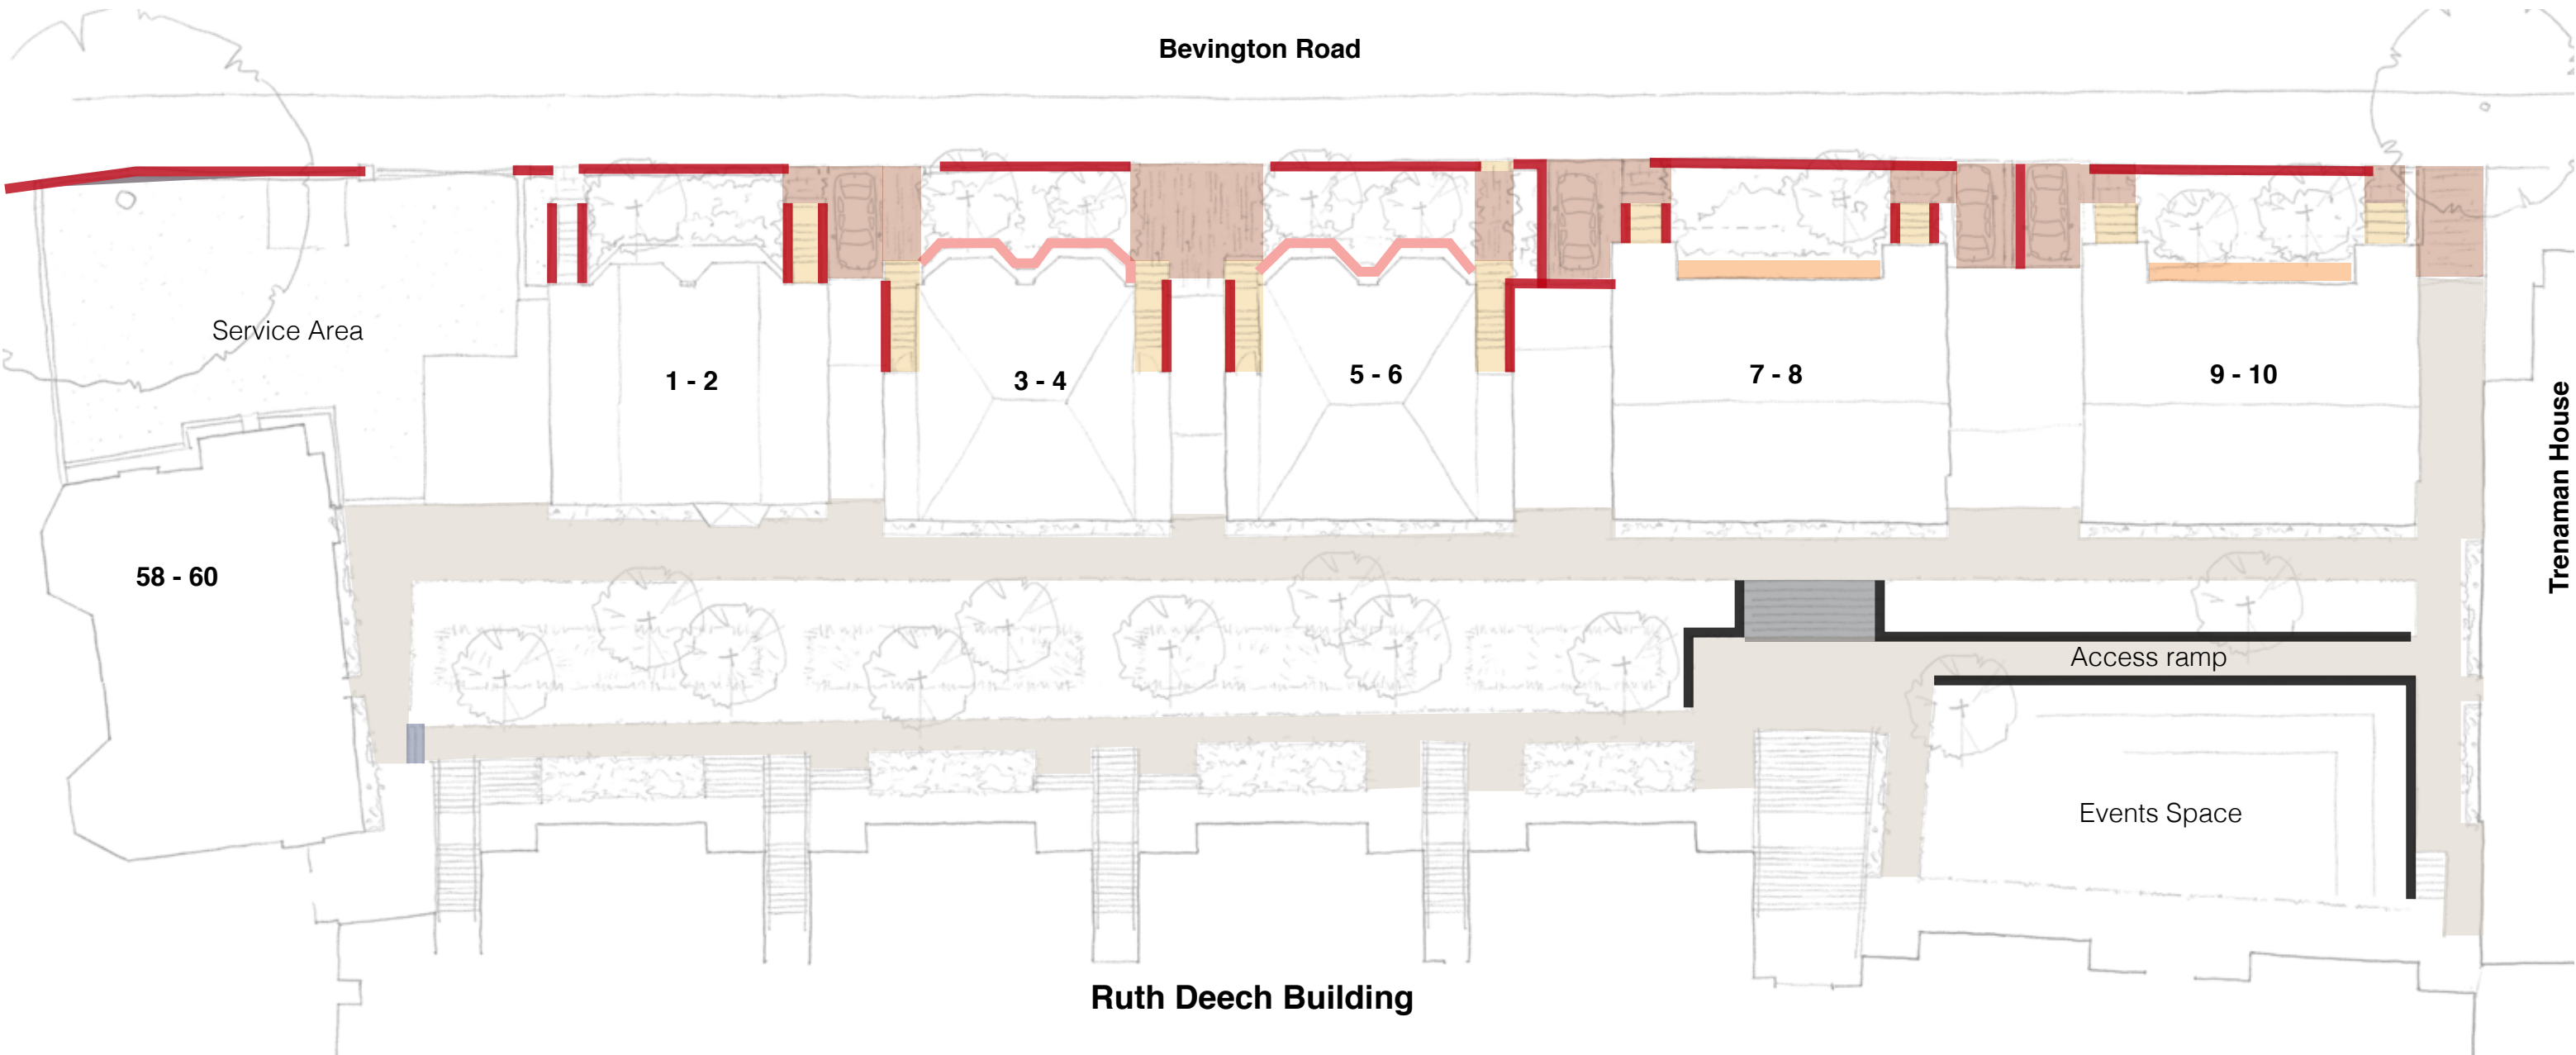 Bevington Road
Service Area
1 - 2
3 - 4
5 - 6
7 - 8
9 - 10
Trenaman House
58 - 60
Access ramp
Events Space
Ruth Deech Building